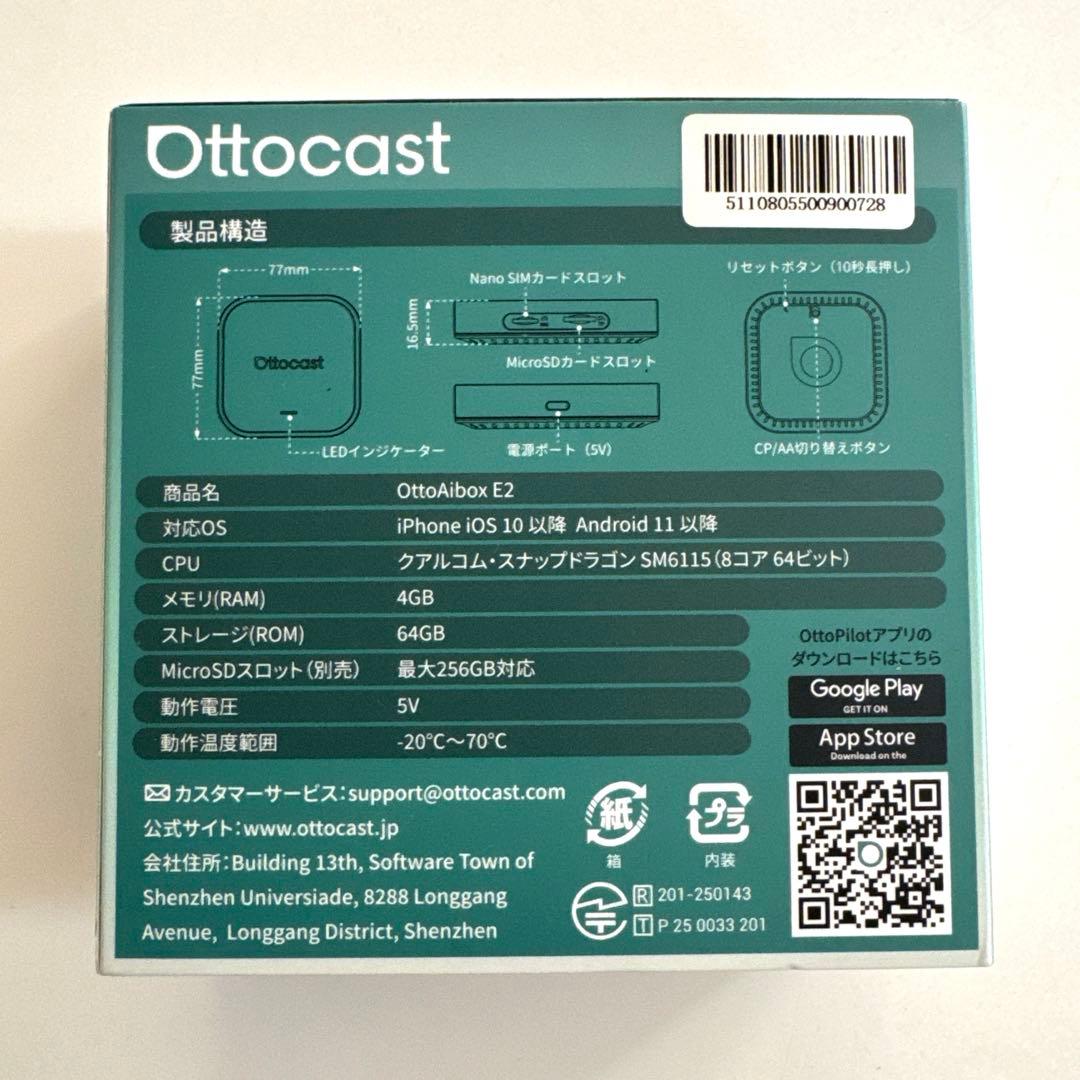 Ottocast
5110805500900728
製品構造
77mm
77mm
Ottocast
LEDインジケーター
Nano SIMカードスロット
16.5mm
MicroSDカードスロット
電源ポート（5V）
リセットボタン（10秒長押し）
CP/AA切り替えボタン
商品名 OttoAibox E2
対応OS iPhone iOS 10 以降 Android 11 以降
CPU クアルコム・スナップドラゴン SM6115（8コア 64ビット）
メモリ(RAM) 4GB
ストレージ(ROM) 64GB
MicroSDスロット（別売） 最大256GB対応
動作電圧 5V
動作温度範囲 -20℃～70℃
OttoPilotアプリの
ダウンロードはこちら
Google Play
GET IT ON
App Store
Download on the
カスタマーサービス：support@ottocast.com
公式サイト：www.ottocast.jp
会社住所：Building 13th, Software Town of
Shenzhen Universiade, 8288 Longgang
Avenue, Longgang District, Shenzhen
紙
箱
プラ
内装
R 201-250143
T P 25 0033 201